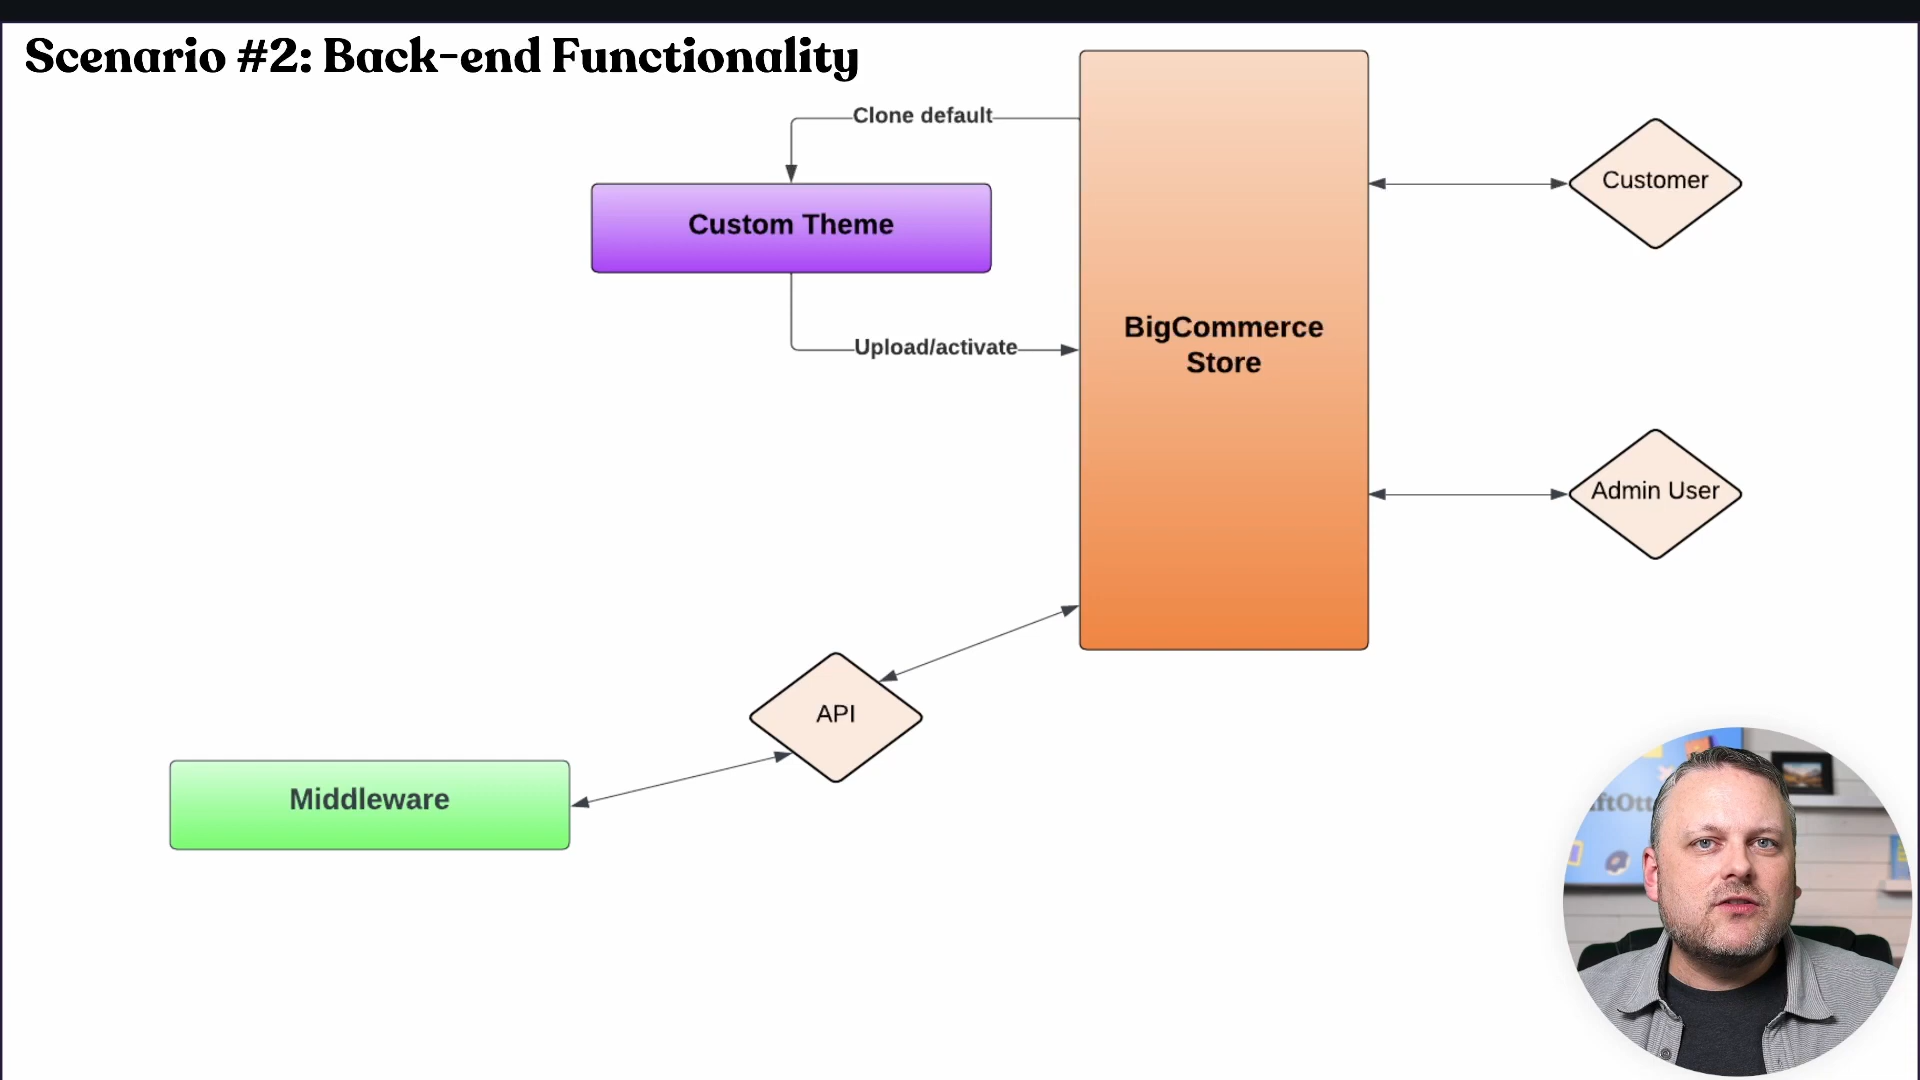 Scenario #2: Back-end Functionality
Clone default
Custom Theme
Customer
BigCommerce
Store
Upload/activate
Admin User
API
Middleware